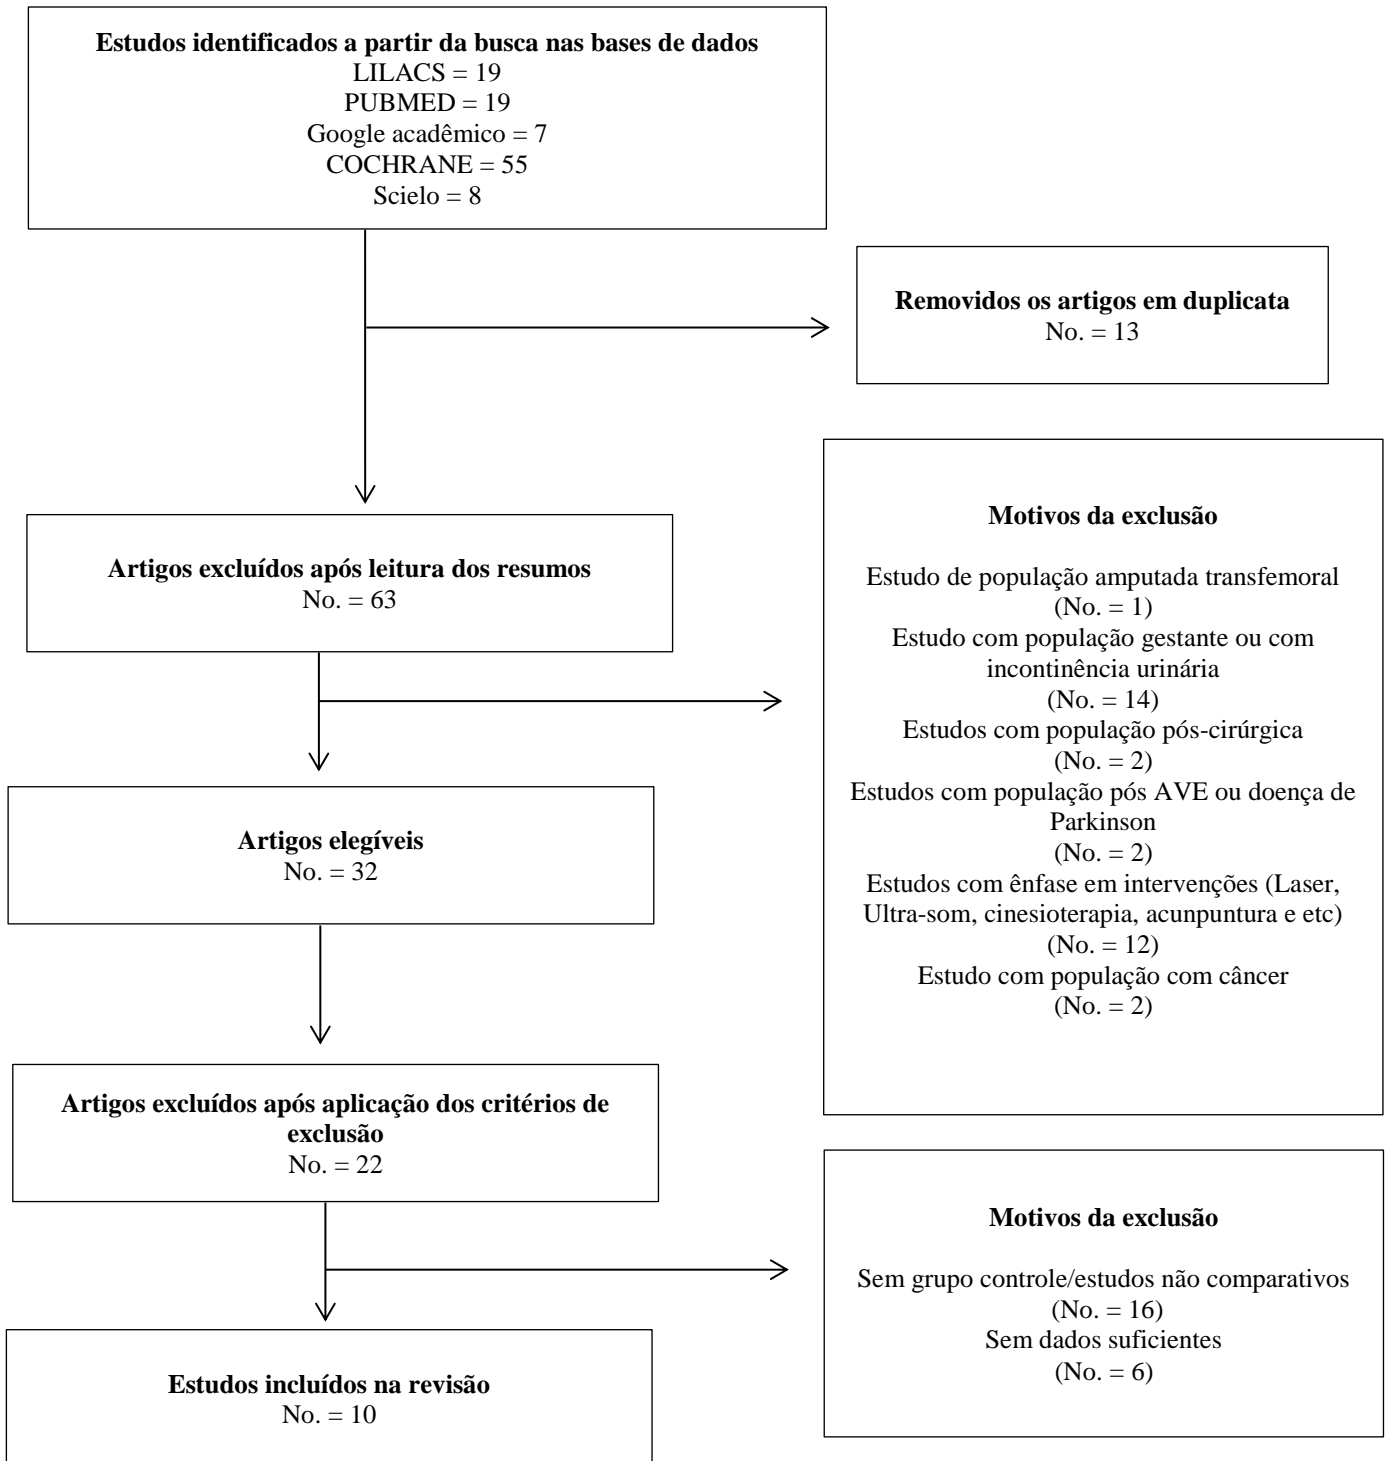 Estudos identificados a partir da busca nas bases de dados
LILACS = 19
PUBMED = 19
Google acadêmico = 7
COCHRANE = 55
Scielo = 8
Removidos os artigos em duplicata
No. = 13
Artigos excluídos após leitura dos resumos
No. = 63
Motivos da exclusão
Estudo de população amputada transfemoral
(No. = 1)
Estudo com população gestante ou com
incontinência urinária
(No. = 14)
Estudos com população pós-cirúrgica
(No. = 2)
Estudos com população pós AVE ou doença de
Parkinson
(No. = 2)
Estudos com ênfase em intervenções (Laser,
Ultra-som, cinesioterapia, acunpuntura e etc)
(No. = 12)
Estudo com população com câncer
(No. = 2)
Artigos elegíveis
No. = 32
Artigos excluídos após aplicação dos critérios de
exclusão
No. = 22
Motivos da exclusão
Sem grupo controle/estudos não comparativos
(No. = 16)
Sem dados suficientes
(No. = 6)
Estudos incluídos na revisão
No. = 10